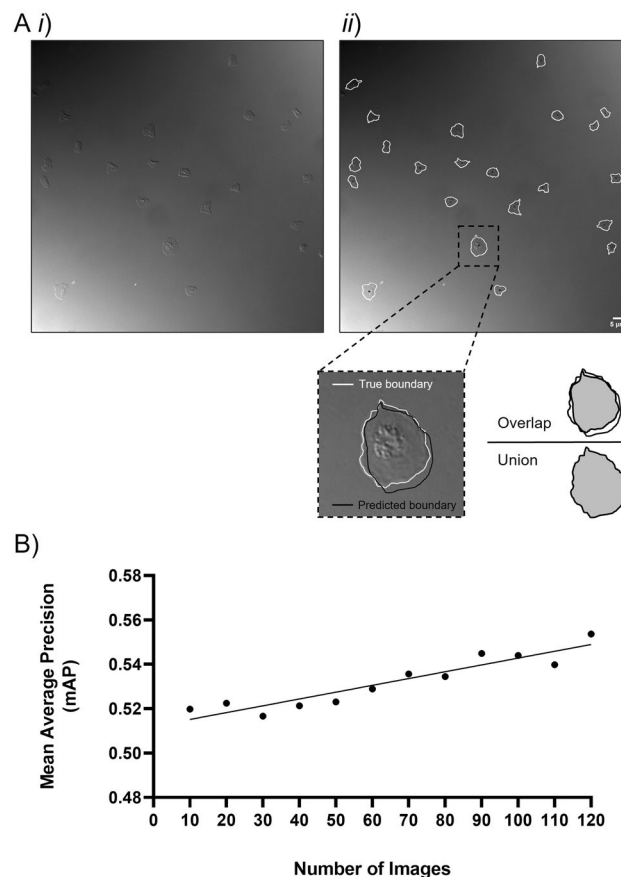 A i)
ii)
5 µm
True boundary
Predicted boundary
Overlap
Union
B)
Mean Average Precision
(mAP)
0.58
0.56
0.54
0.52
0.50
0.48
0 10 20 30 40 50 60 70 80 90 100 110 120
Number of Images